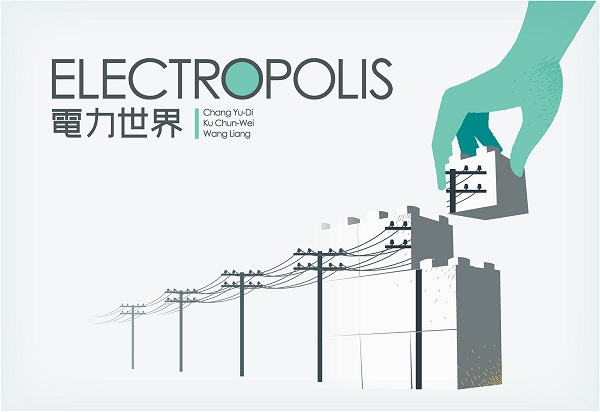 ELECTROPOLIS
電力世界
Chang Yu-Di
Ku Chun-Wei
Wang Liang